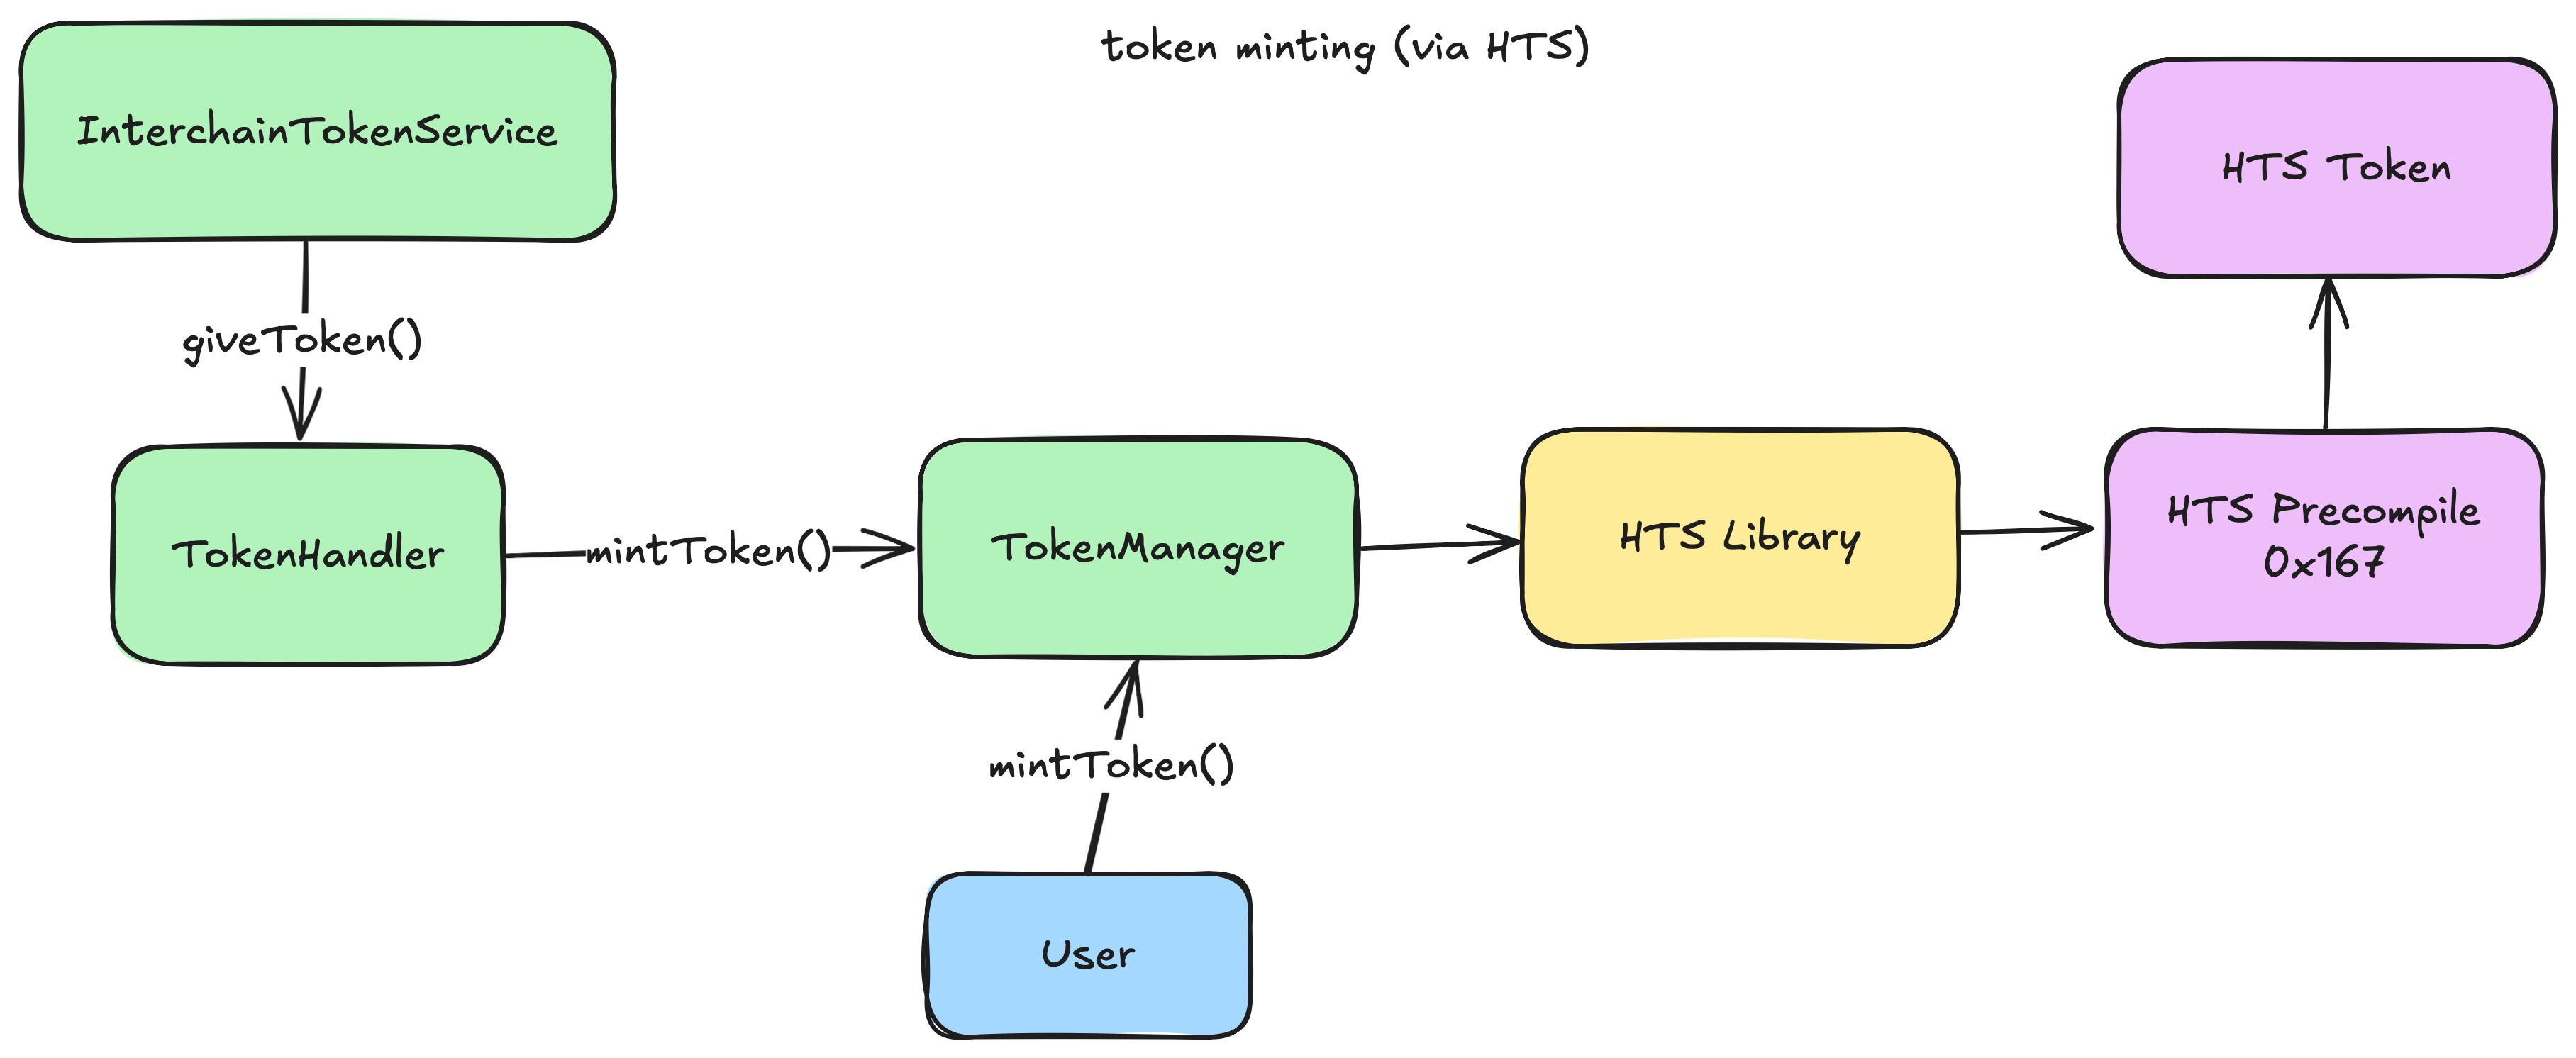 token minting (via HTS)
InterchainTokenService
HTS Token
giveToken()
TokenHandler
mintToken()
TokenManager
HTS Library
HTS Precompile
0x167
mintToken()
User